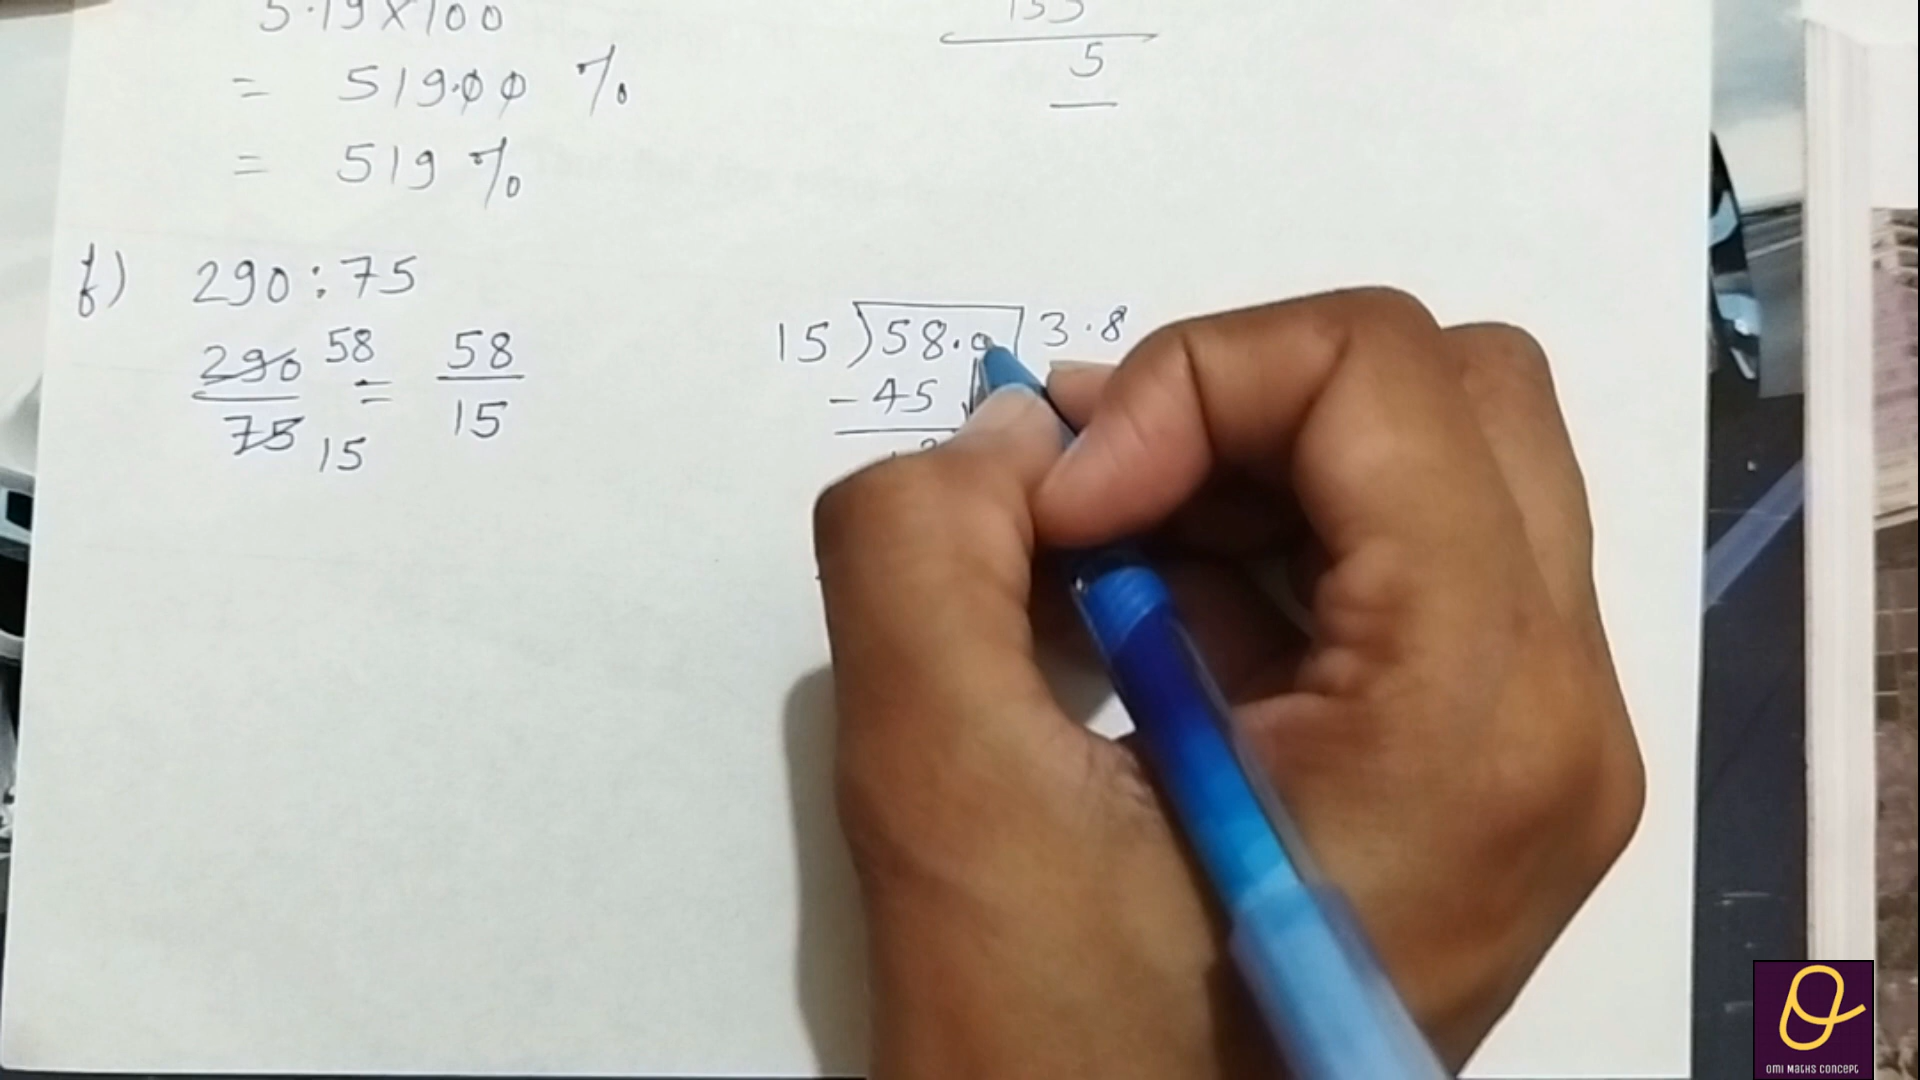 5.19×100
= 519.00 %
= 519 %
5
f) 290:75
290 58 = 58
75 15 15
15)58.0 3.8
- 45
OMI MATHS CONCEPT